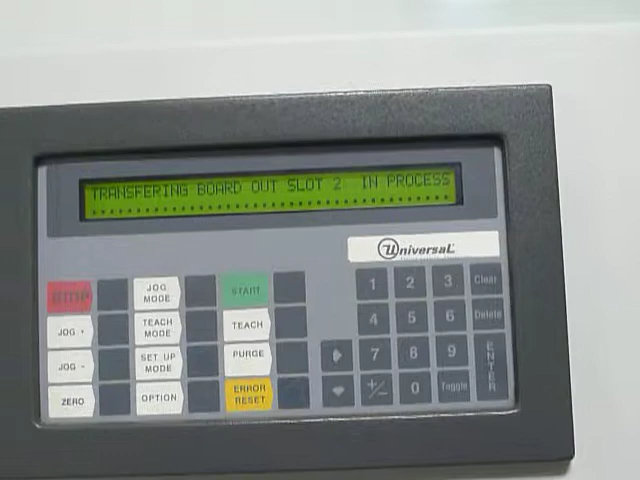 TRANSFERING BOARD OUT SLOT 2 IN PROCESS
Universal
STOP
JOG MODE
START
1 2 3 Clear
JOG +
TEACH MODE
TEACH
4 5 6 Delete
JOG -
SET UP MODE
PURGE
7 8 9 ENTER
ZERO
OPTION
ERROR RESET
+/- 0 Toggle